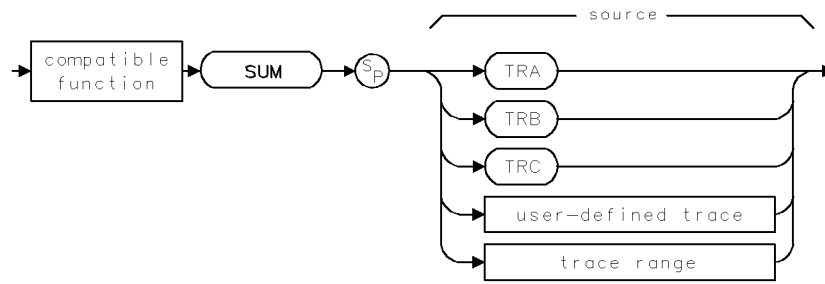 source
compatible
function
SUM
SP
TRA
TRB
TRC
user-defined trace
trace range